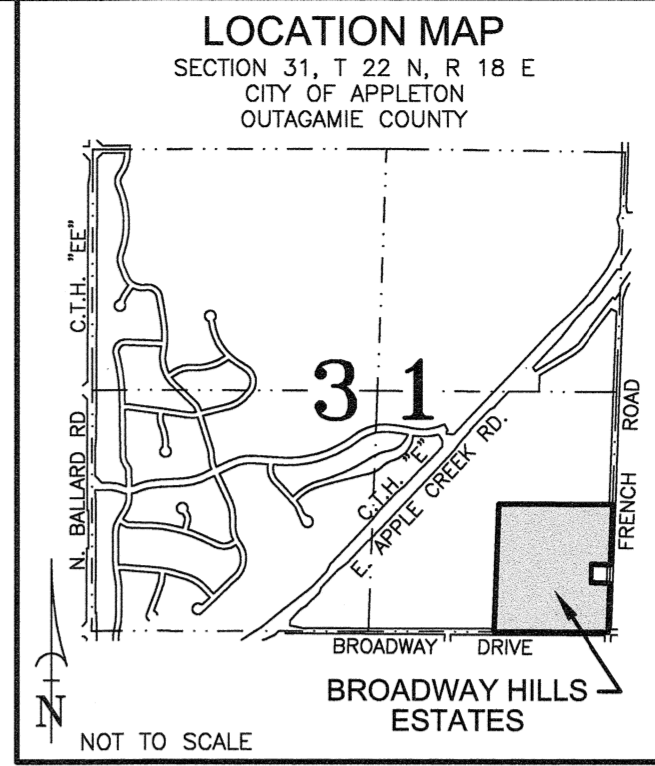 LOCATION MAP
SECTION 31, T 22 N, R 18 E
CITY OF APPLETON
OUTAGAMIE COUNTY
C.T.H. "EE"
N. BALLARD RD.
31
C.T.H. "E"
E. APPLE CREEK RD.
FRENCH ROAD
BROADWAY DRIVE
BROADWAY HILLS
ESTATES
N
NOT TO SCALE